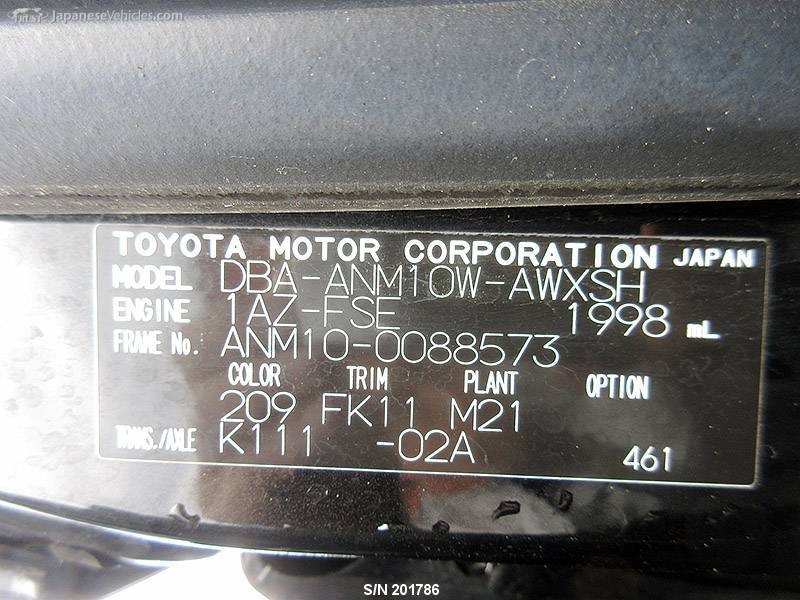 JapaneseVehicles.com
TOYOTA MOTOR CORPORATION JAPAN
MODEL DBA-ANM10W-AWXSH
ENGINE 1AZ-FSE 1998 mL
FRAME No. ANM10-0088573
COLOR TRIM PLANT OPTION
209 FK11 M21
TRANS./AXLE K111 -02A 461
S/N 201786